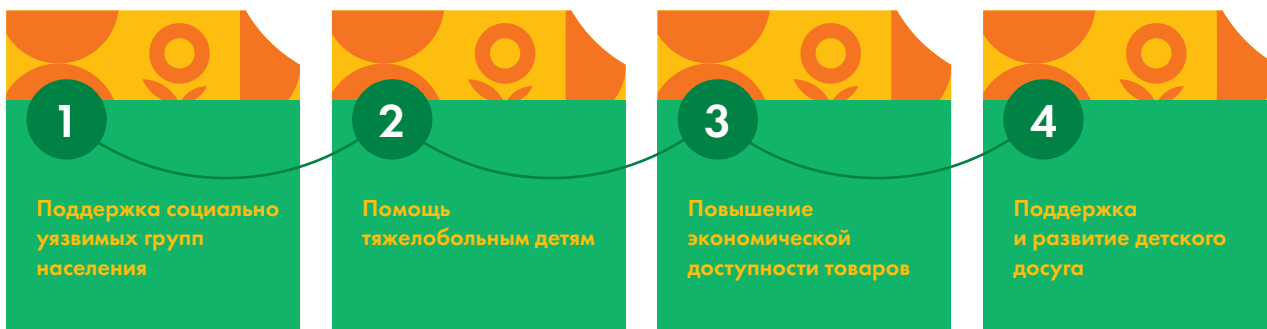 1
Поддержка социально
уязвимых групп
населения
2
Помощь
тяжелобольным детям
3
Повышение
экономической
доступности товаров
4
Поддержка
и развитие детского
досуга